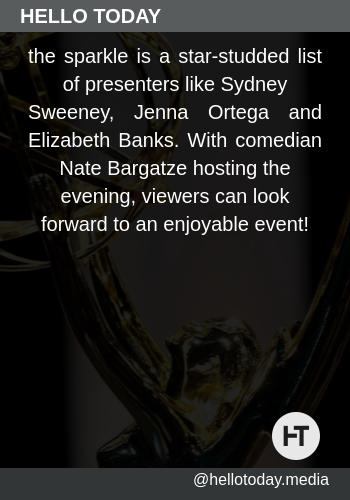 HELLO TODAY
the sparkle is a star-studded list
of presenters like Sydney
Sweeney, Jenna Ortega and
Elizabeth Banks. With comedian
Nate Bargatze hosting the
evening, viewers can look
forward to an enjoyable event!
HT
@hellotoday.media